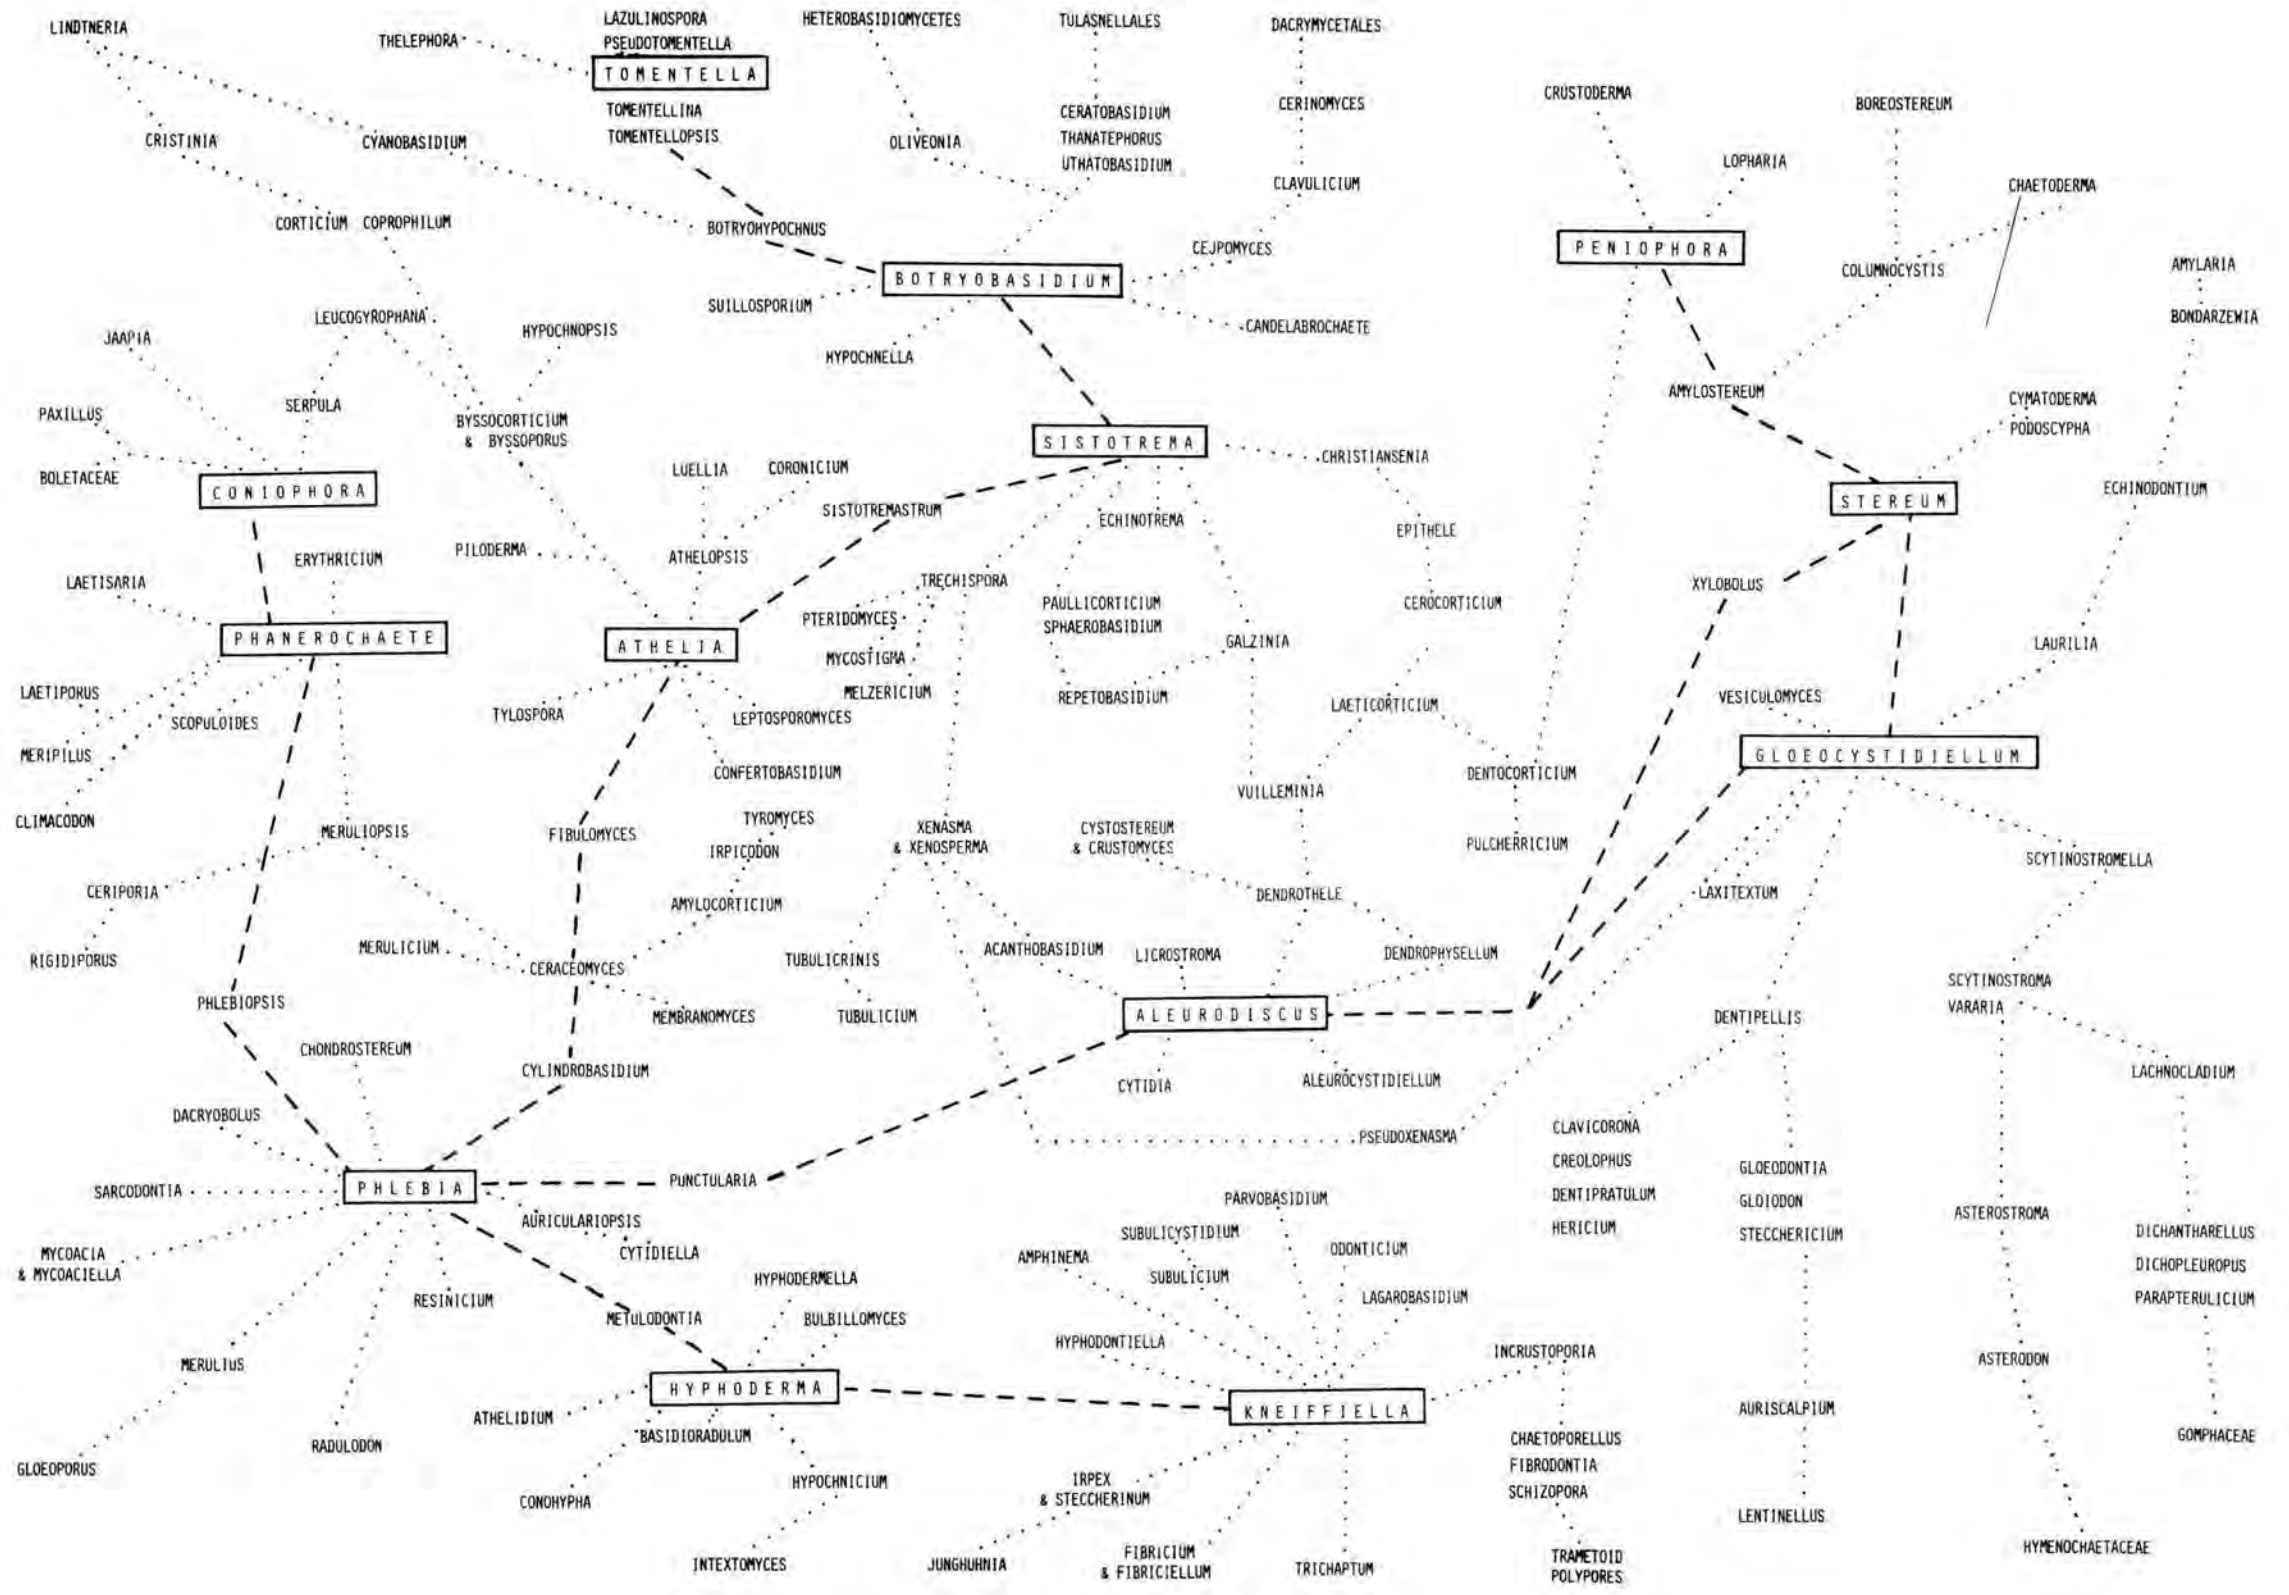 LINDTNERIA
THELEPHORA
LAZULINOSPORA
PSEUDOTOMENTELLA
TOMENTELLA
TOMENTELLINA
TOMENTELLOPSIS
HETEROBASIDIOMYCETES
TULASNELLALES
DACRYMYCETALES
CRISTINIA
CYANOBASIDIUM
OLIVEONIA
CERATOBASIDIUM
THANATEPHORUS
UTHATOBASIDIUM
CERINOMYCES
CLAVULICIUM
CRUSTODERMA
LOPHARIA
BOREOSTEREUM
CHAETODERMA
CORTICIUM COPROPHILUM
BOTRYOHYPOCHNUS
CEJPOMYCES
PENIOPHORA
COLUMNOCYSTIS
AMYLARIA
BOTRYOBASIDIUM
SUILLOSPORIUM
LEUCOGYROPHANA
HYPOCHNOPSIS
JAAPIA
CANDELABROCHAETE
BONDARZEWIA
HYPOCHNELLA
AMYLOSTEREUM
SERPULA
PAXILLUS
BYSSOCORTICIUM
& BYSSOPORUS
CYMATODERMA
PODOSCYPHA
SISTOTREMA
BOLETACEAE
LUELLIA
CORONICIUM
CHRISTIANSENIA
CONIOPHORA
SISTOTREMASTRUM
ECHINOTREMA
EPITHELE
STEREUM
ECHINODONTIUM
ERYTHRICIUM
PILODERMA
ATHELOPSIS
LAETISARIA
TRECHISPORA
XYLOBOLUS
PHANEROCHAETE
ATHELIA
PTERIDOMYCES
PAULLICORTICIUM
SPHAEROBASIDIUM
CEROCORTICIUM
MYCOSTIGMA
GALZINIA
LAURILIA
LAETIPORUS
SCOPULOIDES
TYLOSPORA
LEPTOSPOROMYCES
MELZERICIUM
REPETOBASIDIUM
LAETICORTICIUM
VESICULOMYCES
MERIPILUS
CONFERTOBASIDIUM
GLOEOCYSTIDIELLUM
DENTOCORTICIUM
VUILLEMINIA
CLIMACODON
MERULIOPSIS
FIBULOMYCES
TYROMYCES
IRPICODON
XENASMA
& XENOSPERMA
CYSTOSTEREUM
& CRUSTOMYCES
PULCHERRICIUM
SCYTINOSTROMELLA
CERIPORIA
AMYLOCORTICIUM
DENDROTHELE
LAXITEXTUM
RIGIDIPORUS
MERULICIUM
CERACEOMYCES
TUBULICRINIS
ACANTHOBASIDIUM
LICROSTROMA
DENDROPHYSELLUM
SCYTINOSTROMA
VARARIA
PHLEBIOPSIS
MEMBRANOMYCES
TUBULICIUM
ALEURODISCUS
DENTIPELLIS
CHONDROSTEREUM
CYLINDROBASIDIUM
CYTIDIA
ALEUROCYSTIDIELLUM
LACHNOCLADIUM
DACRYOBOLUS
PSEUDOXENASMA
CLAVICORONA
CREOLOPHUS
DENTIPRATULUM
HERICIUM
GLOEODONTIA
GLOIODON
STECCHERICIUM
SARCODONTIA
PHLEBIA
PUNCTULARIA
PARVOBASIDIUM
ASTEROSTROMA
DICHANTHARELLUS
DICHOPLEUROPUS
PARAPTERULICIUM
AURICULARIOPSIS
CYTIDIELLA
MYCOACIA
& MYCOACIELLA
AMPHINEMA
SUBULICYSTIDIUM
SUBULICIUM
ODONTICIUM
LAGAROBASIDIUM
RESINICIUM
HYPHODERMELLA
METULODONTIA
BULBILLOMYCES
HYPHODONTIELLA
INCRUSTOPORIA
MERULIUS
ASTERODON
HYPHODERMA
KNEIFFIELLA
ATHELIDIUM
BASIDIORADULUM
AURISCALPIUM
RADULODON
CHAETOPORELLUS
FIBRODONTIA
SCHIZOPORA
GOMPHACEAE
GLOEOPORUS
CONOHYPHA
HYPOCHNICIUM
IRPEX
& STECCHERINUM
LENTINELLUS
INTEXTOMYCES
JUNGHUHNIA
FIBRICIUM
& FIBRICIELLUM
TRICHAPTUM
TRAMETOID
POLYPORES
HYMENOCHAETACEAE